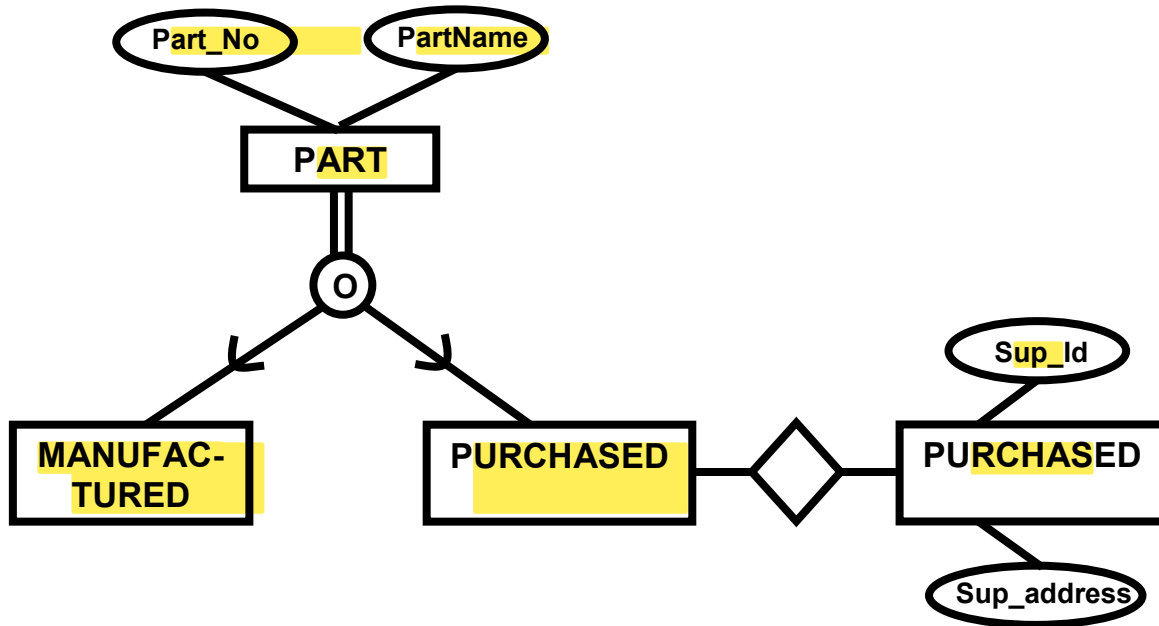 Part_No
PartName
PART
O
Sup_Id
MANUFAC-
TURED
PURCHASED
PURCHASED
Sup_address